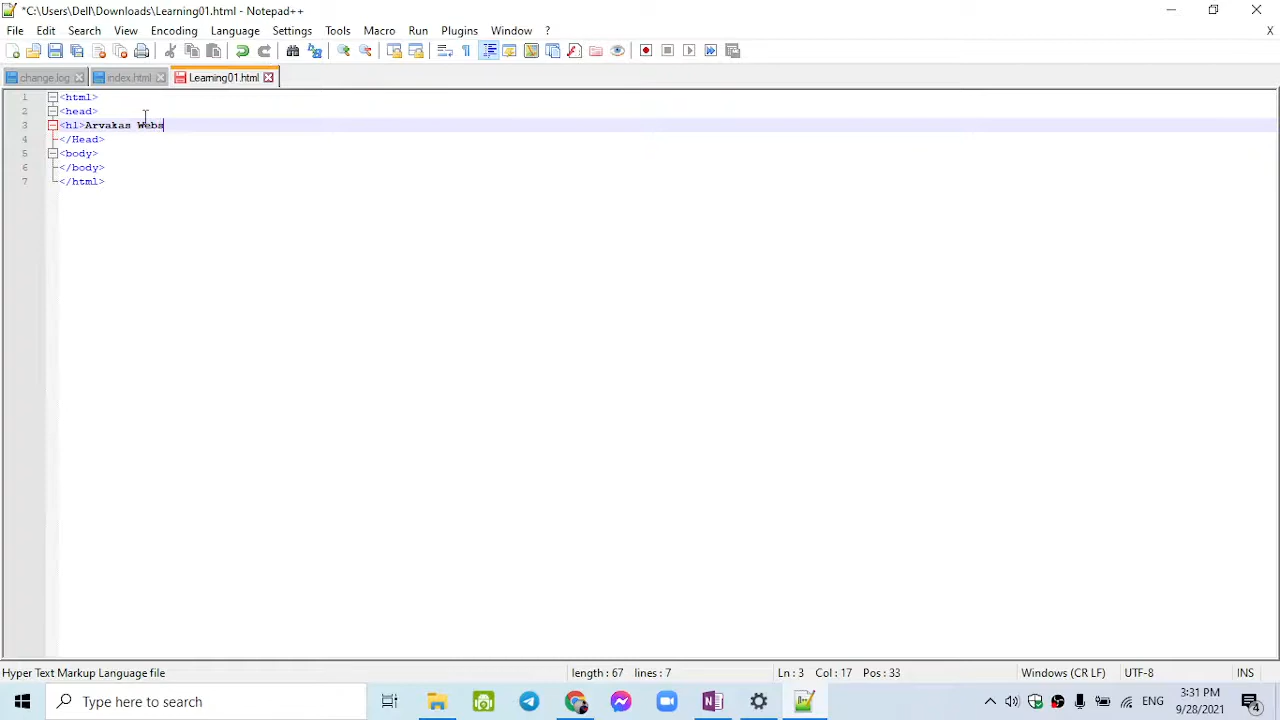 *C:\Users\Dell\Downloads\Learning01.html - Notepad++
File Edit Search View Encoding Language Settings Tools Macro Run Plugins Window ? X
change.log index.html Learning01.html
1 <html>
2 <head>
3 <h1>Arvakas Webs
4 </Head>
5 <body>
6 </body>
7 </html>
Hyper Text Markup Language file length : 67 lines : 7 Ln : 3 Col : 17 Pos : 33 Windows (CR LF) UTF-8 INS
Type here to search ENG 3:31 PM
9/28/2021 4